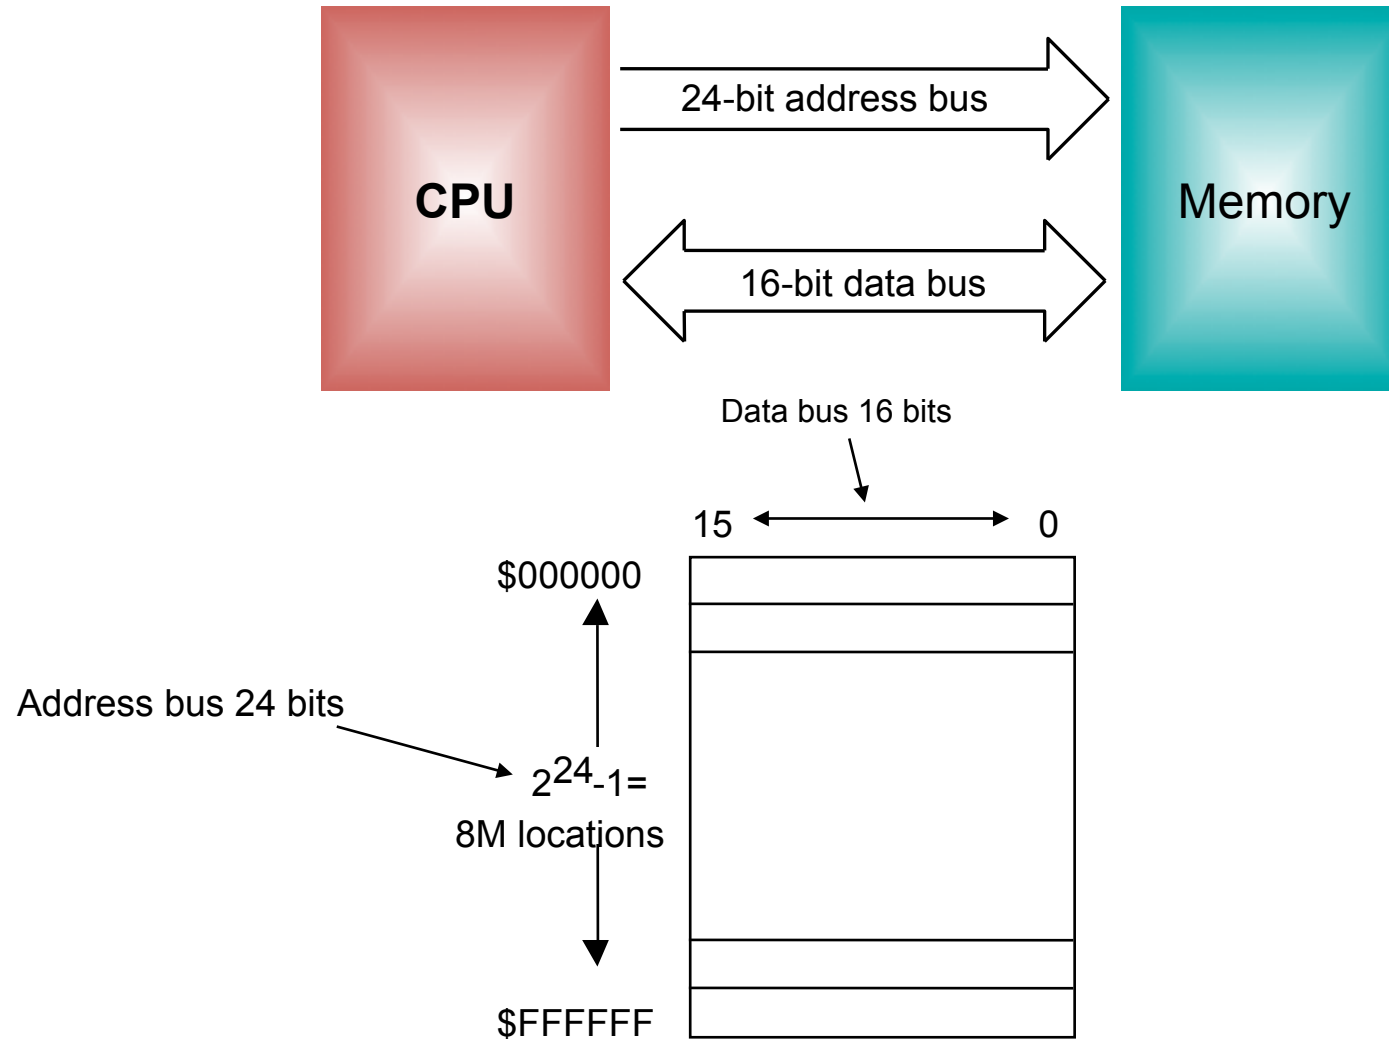 24-bit address bus
CPU
Memory
16-bit data bus
Data bus 16 bits
15 0
$000000
Address bus 24 bits
2^24-1=
8M locations
$FFFFFF